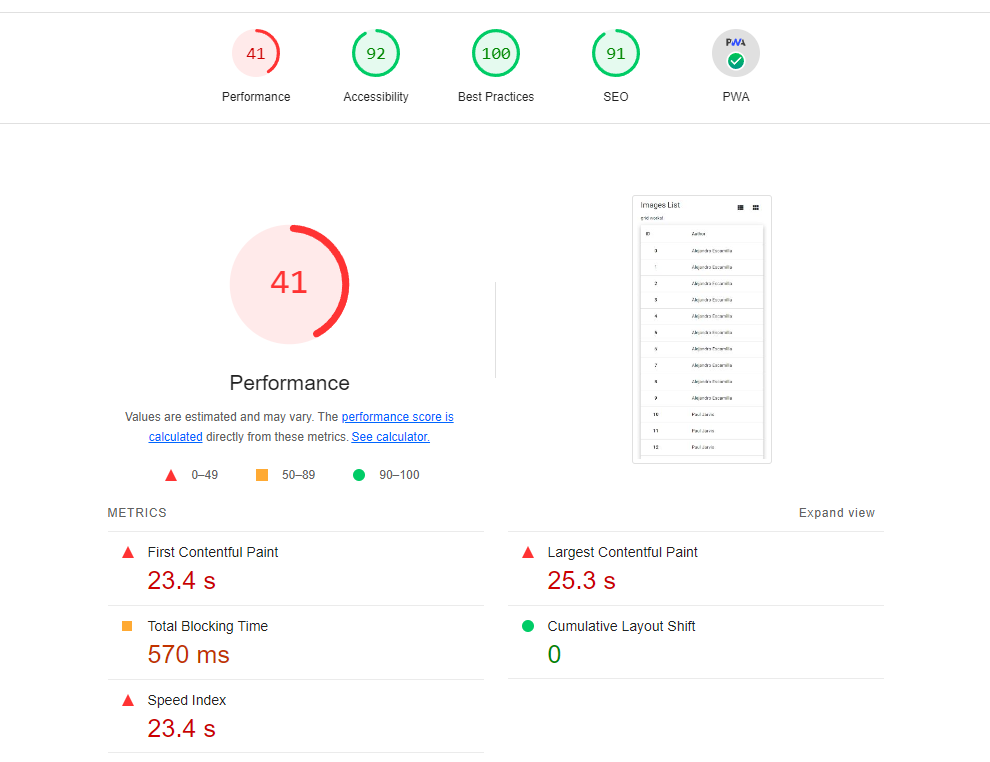 41
92
100
91
PWA
Performance
Accessibility
Best Practices
SEO
PWA
41
Performance
Values are estimated and may vary. The performance score is
calculated directly from these metrics. See calculator.
0–49
50–89
90–100
Images List
grid works!
ID Author
0 Alejandro Escamilla
1 Alejandro Escamilla
2 Alejandro Escamilla
3 Alejandro Escamilla
4 Alejandro Escamilla
5 Alejandro Escamilla
6 Alejandro Escamilla
7 Alejandro Escamilla
8 Alejandro Escamilla
9 Alejandro Escamilla
10 Paul Jarvis
11 Paul Jarvis
12 Paul Jarvis
METRICS
Expand view
First Contentful Paint
23.4 s
Largest Contentful Paint
25.3 s
Total Blocking Time
570 ms
Cumulative Layout Shift
0
Speed Index
23.4 s